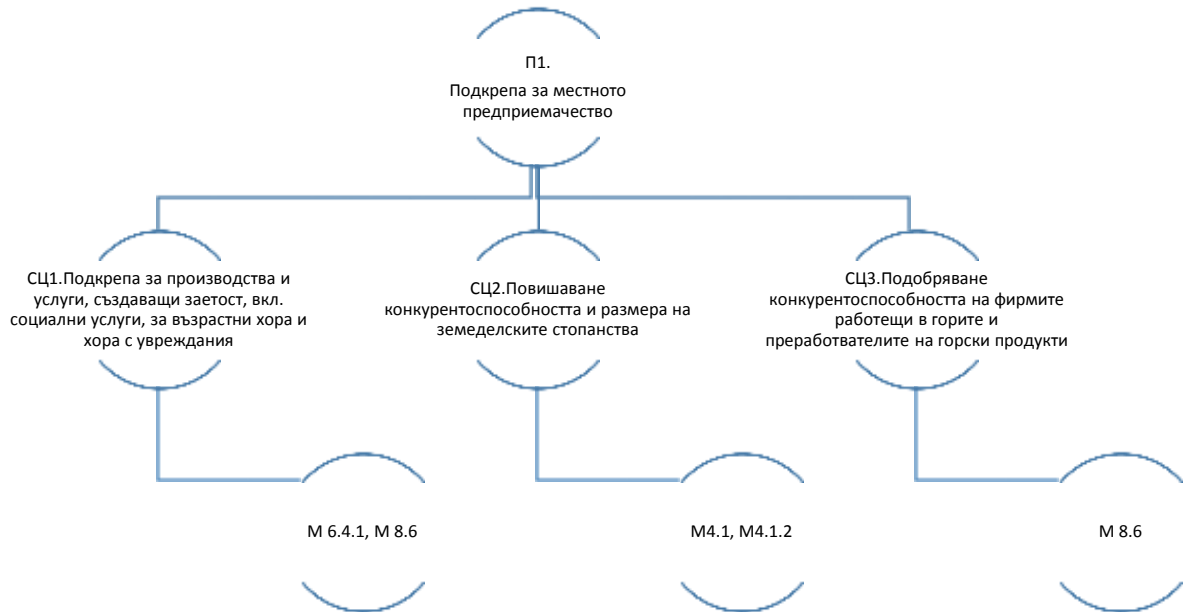 П1.
Подкрепа за местното
предприемачество
СЦ1.Подкрепа за производства и
услуги, създаващи заетост, вкл.
социални услуги, за възрастни хора и
хора с увреждания
СЦ2.Повишаване
конкурентоспособността и размера на
земеделските стопанства
СЦ3.Подобряване
конкурентоспособността на фирмите
работещи в горите и
преработвателите на горски продукти
М 6.4.1, М 8.6
М4.1, М4.1.2
М 8.6